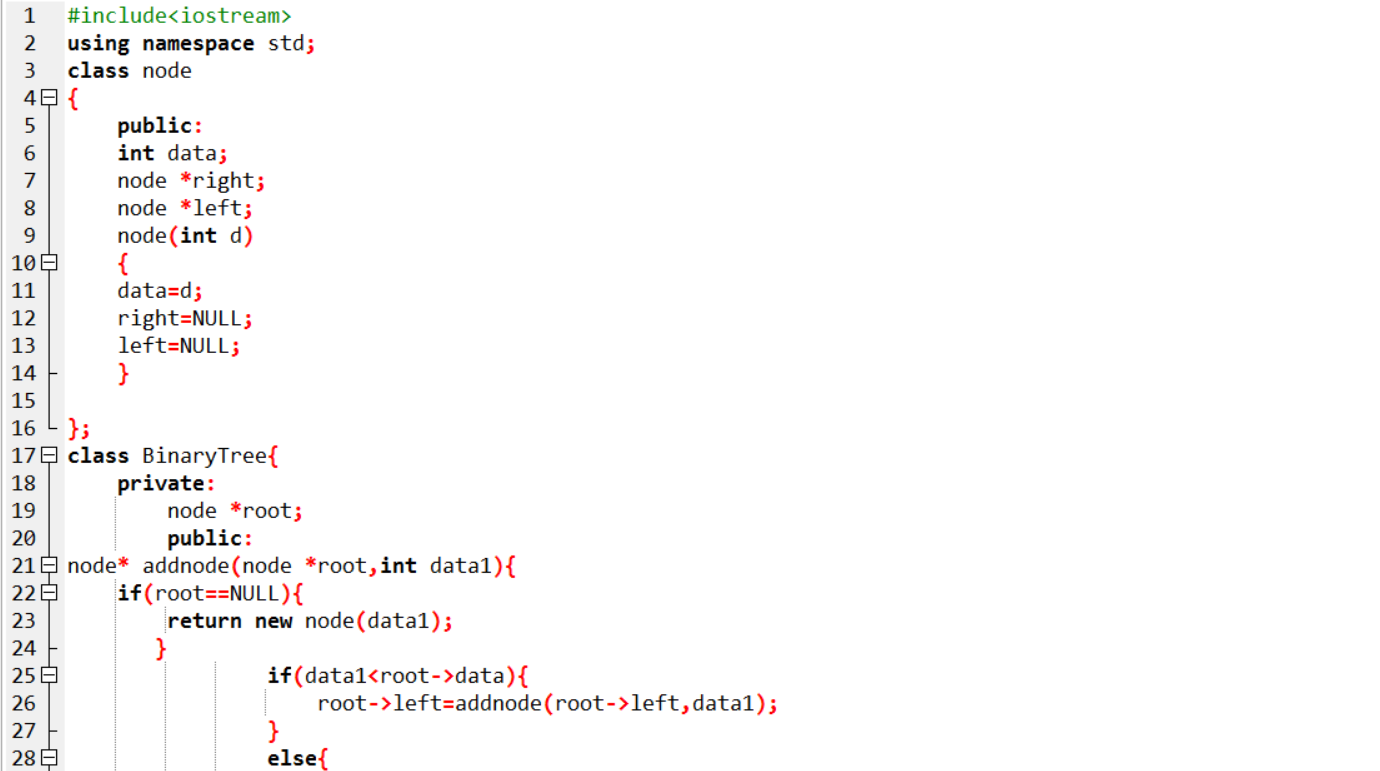 1 #include<iostream>
2 using namespace std;
3 class node
4 {
5 public:
6 int data;
7 node *right;
8 node *left;
9 node(int d)
10 {
11 data=d;
12 right=NULL;
13 left=NULL;
14 }
15
16 };
17 class BinaryTree{
18 private:
19 node *root;
20 public:
21 node* addnode(node *root,int data1){
22 if(root==NULL){
23 return new node(data1);
24 }
25 if(data1<root->data){
26 root->left=addnode(root->left,data1);
27 }
28 else{